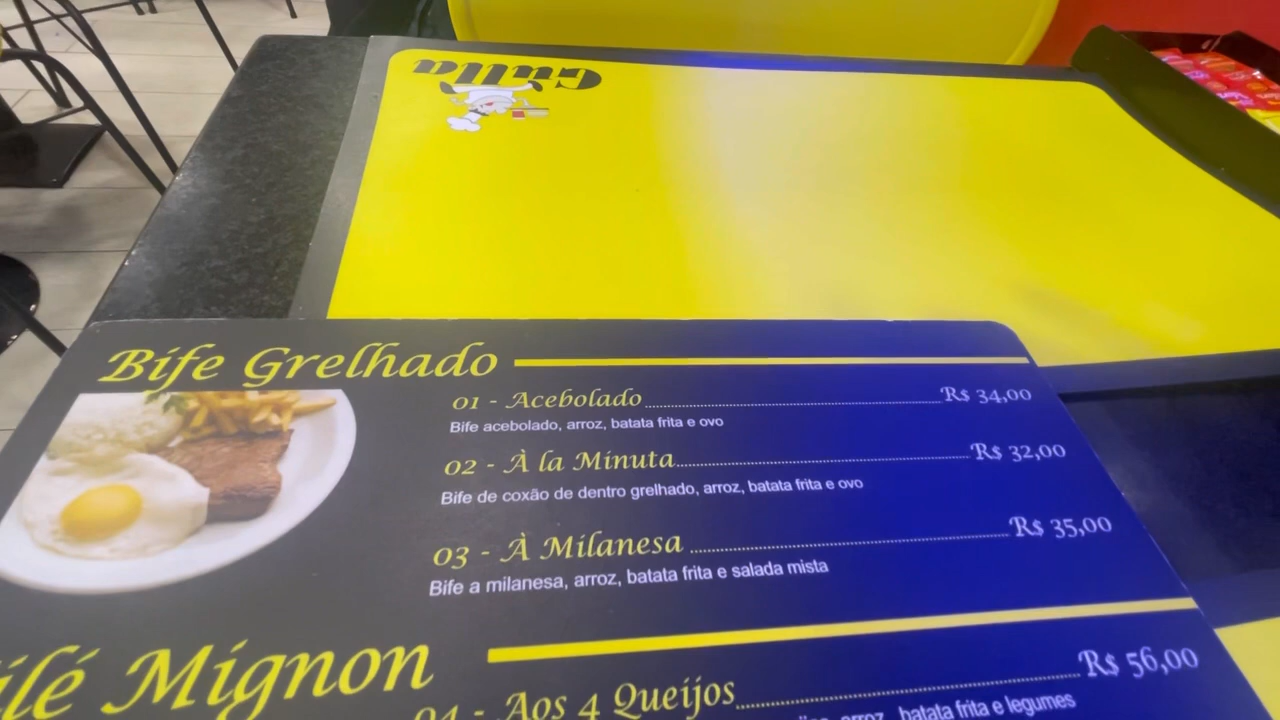 Gulla
Bife Grelhado
01 - Acebolado R$ 34,00
Bife acebolado, arroz, batata frita e ovo
02 - À la Minuta R$ 32,00
Bife de coxão de dentro grelhado, arroz, batata frita e ovo
03 - À Milanesa R$ 35,00
Bife a milanesa, arroz, batata frita e salada mista
Mignon
04 - Aos 4 Queijos R$ 56,00
arroz, batata frita e legumes